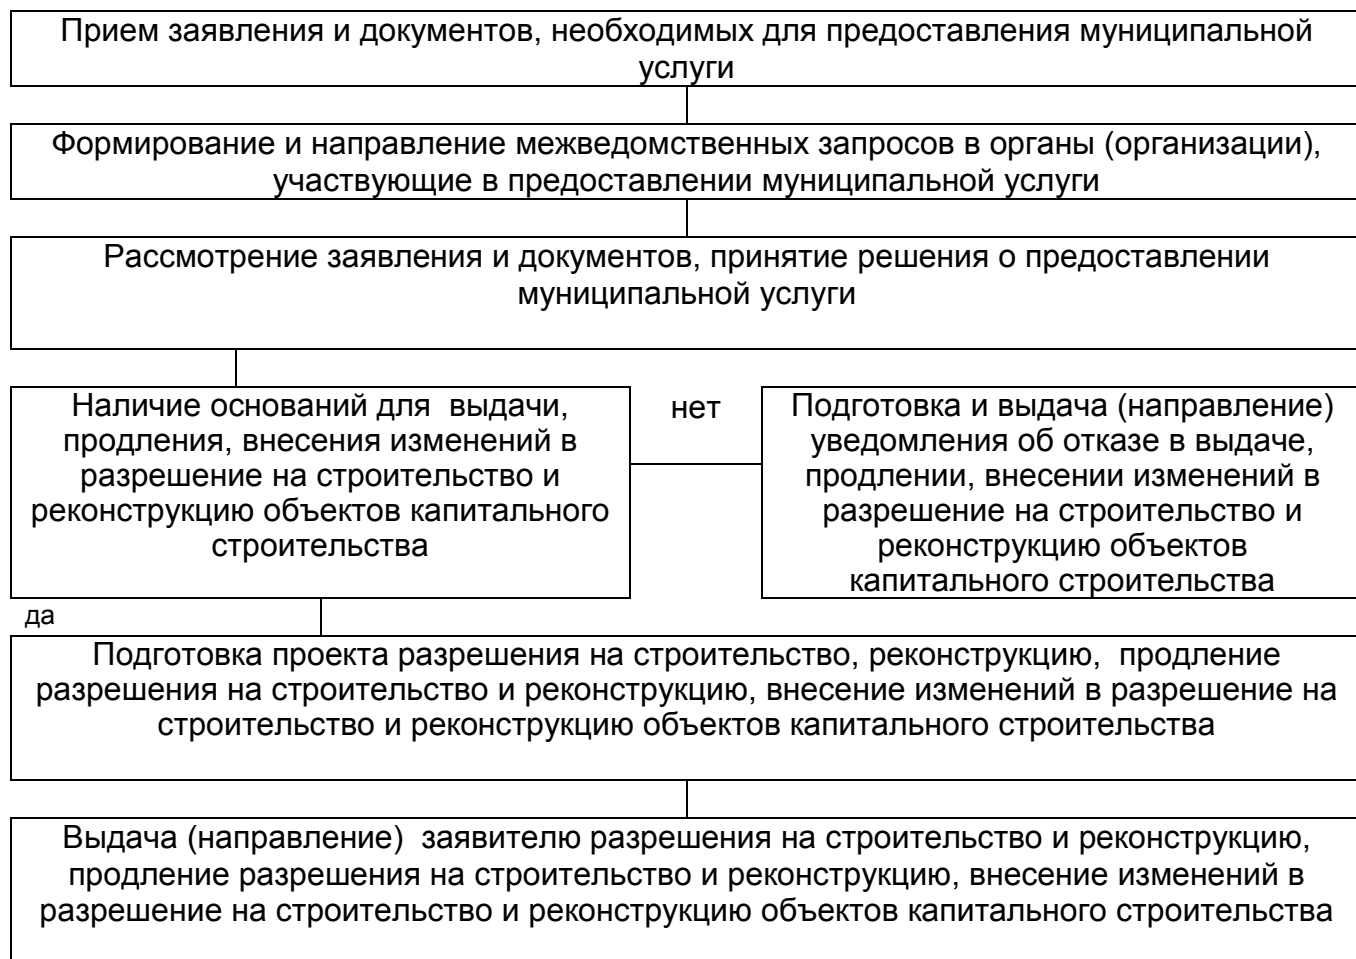 Прием заявления и документов, необходимых для предоставления муниципальной
услуги
Формирование и направление межведомственных запросов в органы (организации),
участвующие в предоставлении муниципальной услуги
Рассмотрение заявления и документов, принятие решения о предоставлении
муниципальной услуги
Наличие оснований для  выдачи,
продления, внесения изменений в
разрешение на строительство и
реконструкцию объектов капитального
строительства
нет
Подготовка и выдача (направление)
уведомления об отказе в выдаче,
продлении, внесении изменений в
разрешение на строительство и
реконструкцию объектов
капитального строительства
да
Подготовка проекта разрешения на строительство, реконструкцию,  продление
разрешения на строительство и реконструкцию, внесение изменений в разрешение на
строительство и реконструкцию объектов капитального строительства
Выдача (направление)  заявителю разрешения на строительство и реконструкцию,
продление разрешения на строительство и реконструкцию, внесение изменений в
разрешение на строительство и реконструкцию объектов капитального строительства